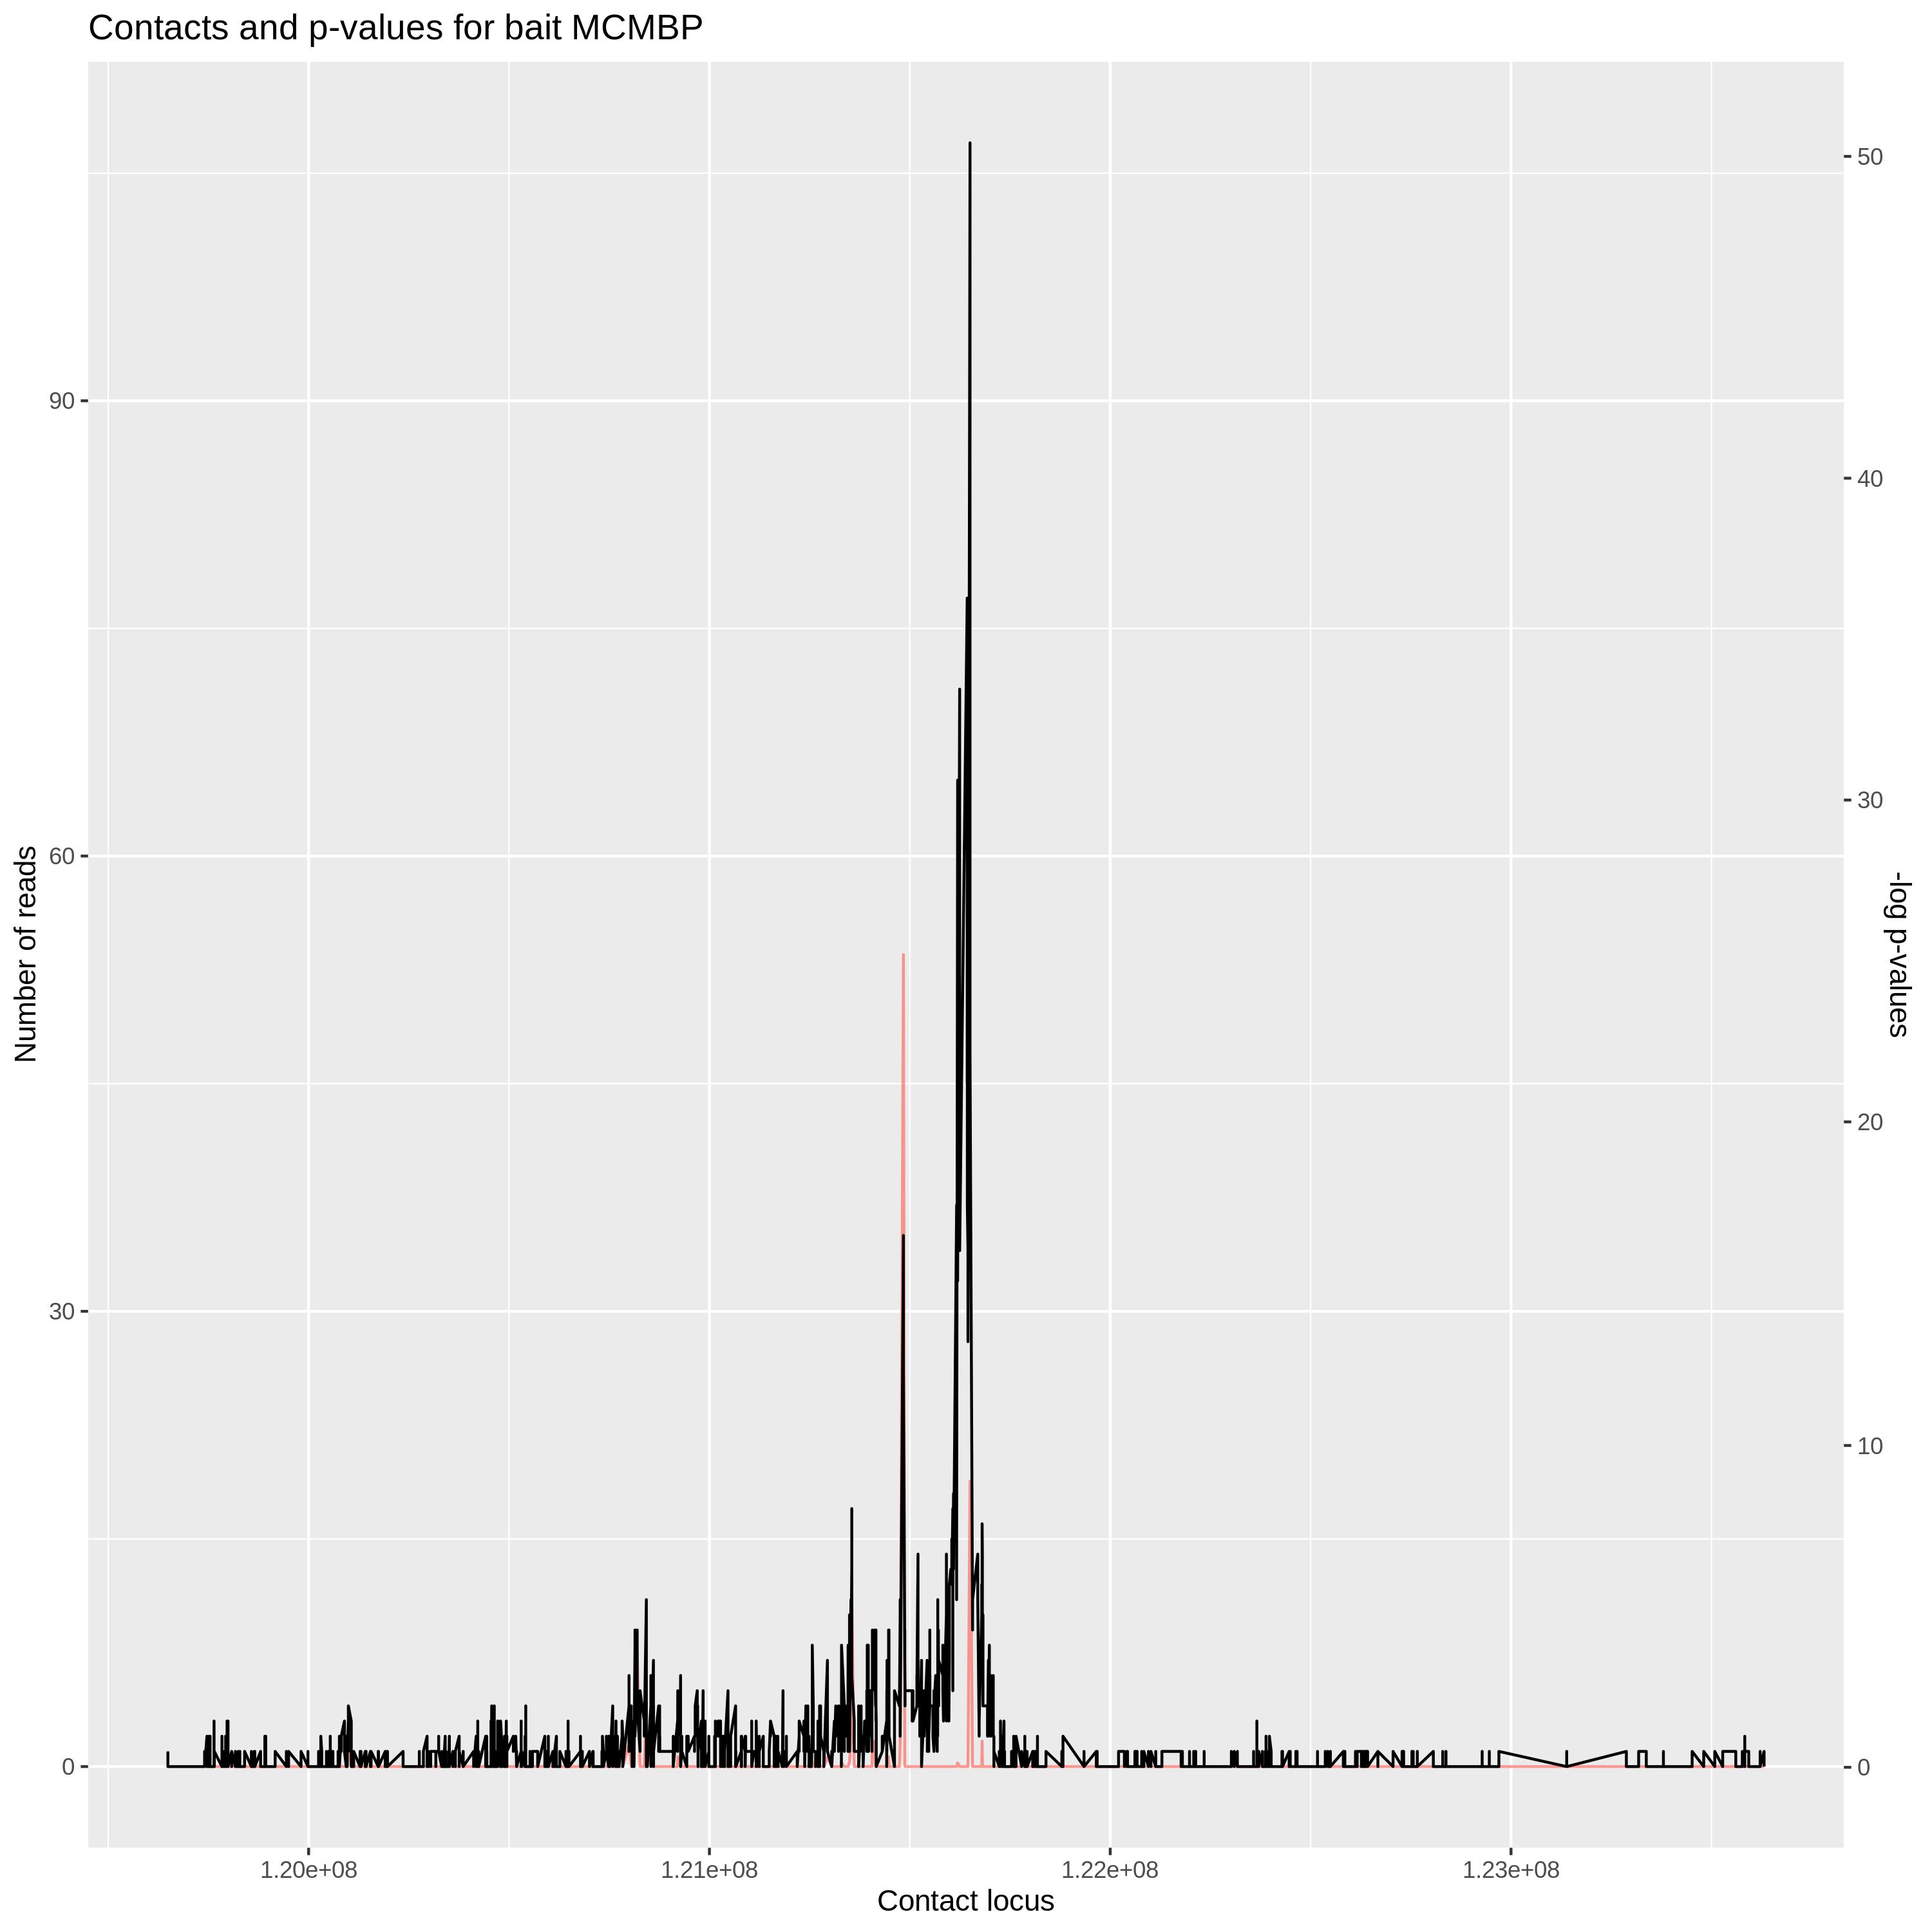 Contacts and p-values for bait MCMBP
Number of reads
90
60
30
0
50
40
30
20
10
0
-log p-values
1.20e+08
1.21e+08
1.22e+08
1.23e+08
Contact locus